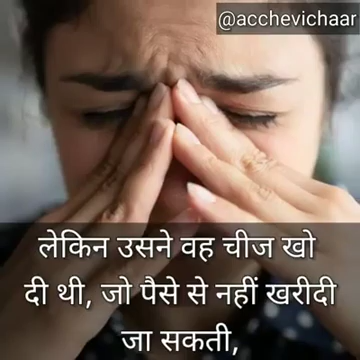 @acchevichaar
लेकिन उसने वह चीज खो
दी थी, जो पैसे से नहीं खरीदी
जा सकती,